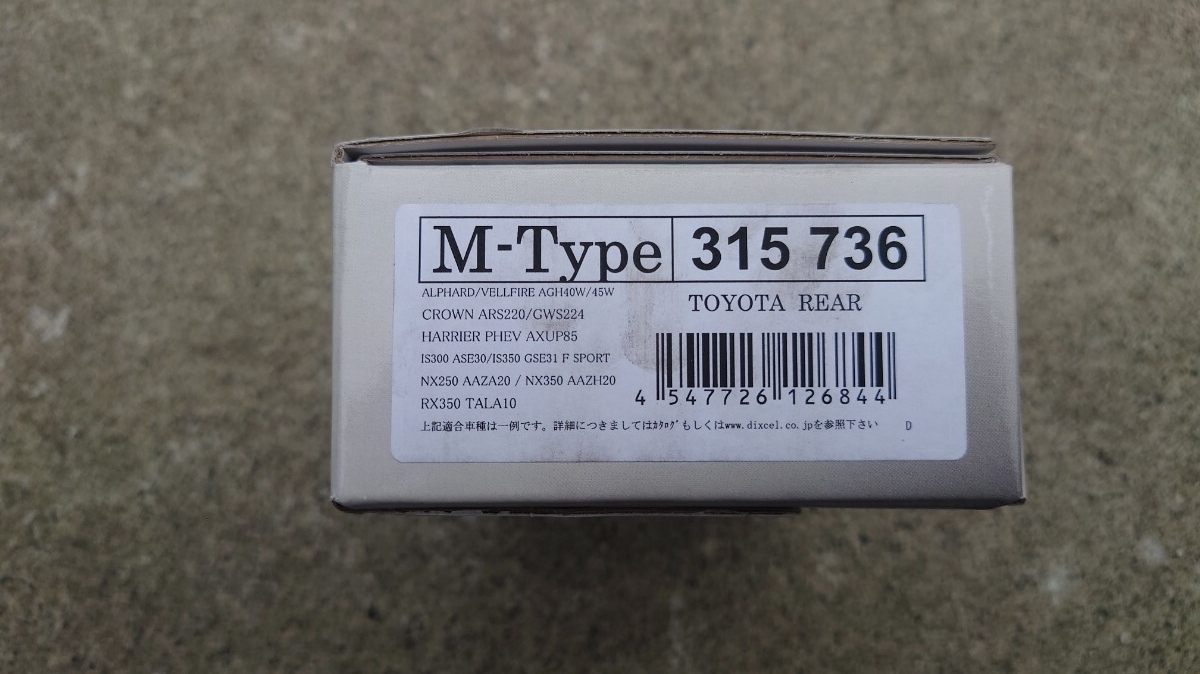 M-Type 315 736
ALPHARD/VELLFIRE AGH40W/45W
TOYOTA REAR
CROWN ARS220/GWS224
HARRIER PHEV AXUP85
IS300 ASE30/IS350 GSE31 F SPORT
NX250 AAZA20 / NX350 AAZH20
RX350 TALA10
4 547726 126844
上記適合車種は一例です。詳細につきましてはｶﾀﾛｸﾞもしくはwww.dixcel.co.jpを参照下さい D